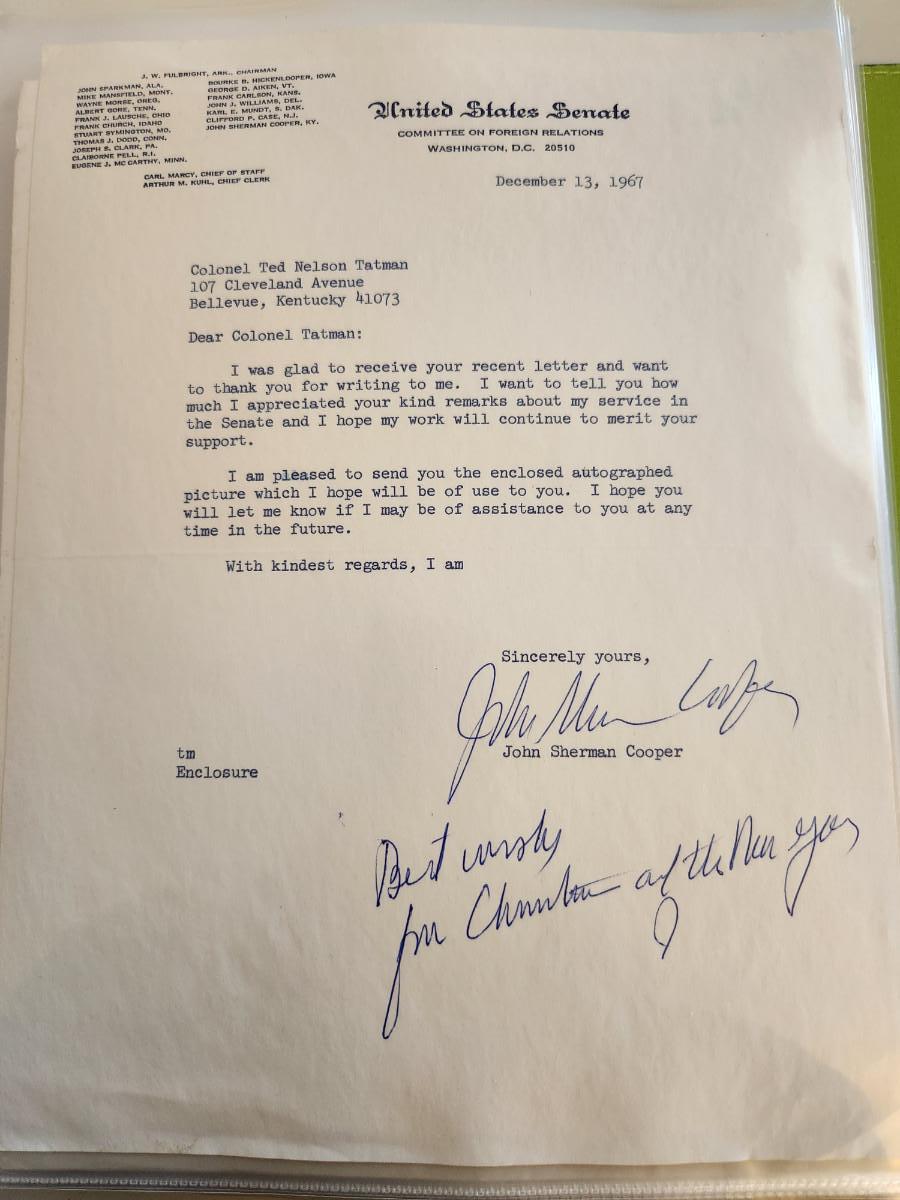 J. W. FULBRIGHT, ARK., CHAIRMAN
JOHN SPARKMAN, ALA.
MIKE MANSFIELD, MONT.
WAYNE MORSE, OREG.
ALBERT GORE, TENN.
FRANK J. LAUSCHE, OHIO
FRANK CHURCH, IDAHO
STUART SYMINGTON, MO.
THOMAS J. DODD, CONN.
JOSEPH S. CLARK, PA.
CLAIBORNE PELL, R.I.
EUGENE J. MC CARTHY, MINN.
BOURKE B. HICKENLOOPER, IOWA
GEORGE D. AIKEN, VT.
FRANK CARLSON, KANS.
JOHN J. WILLIAMS, DEL.
KARL E. MUNDT, S. DAK.
CLIFFORD P. CASE, N.J.
JOHN SHERMAN COOPER, KY.
CARL MARCY, CHIEF OF STAFF
ARTHUR M. KUHL, CHIEF CLERK
United States Senate
COMMITTEE ON FOREIGN RELATIONS
WASHINGTON, D.C. 20510
December 13, 1967
Colonel Ted Nelson Tatman
107 Cleveland Avenue
Bellevue, Kentucky 41073
Dear Colonel Tatman:
I was glad to receive your recent letter and want
to thank you for writing to me. I want to tell you how
much I appreciated your kind remarks about my service in
the Senate and I hope my work will continue to merit your
support.
I am pleased to send you the enclosed autographed
picture which I hope will be of use to you. I hope you
will let me know if I may be of assistance to you at any
time in the future.
With kindest regards, I am
Sincerely yours,
John Sherman Cooper
John Sherman Cooper
tm
Enclosure
Best wishes
for Christmas and the New Year